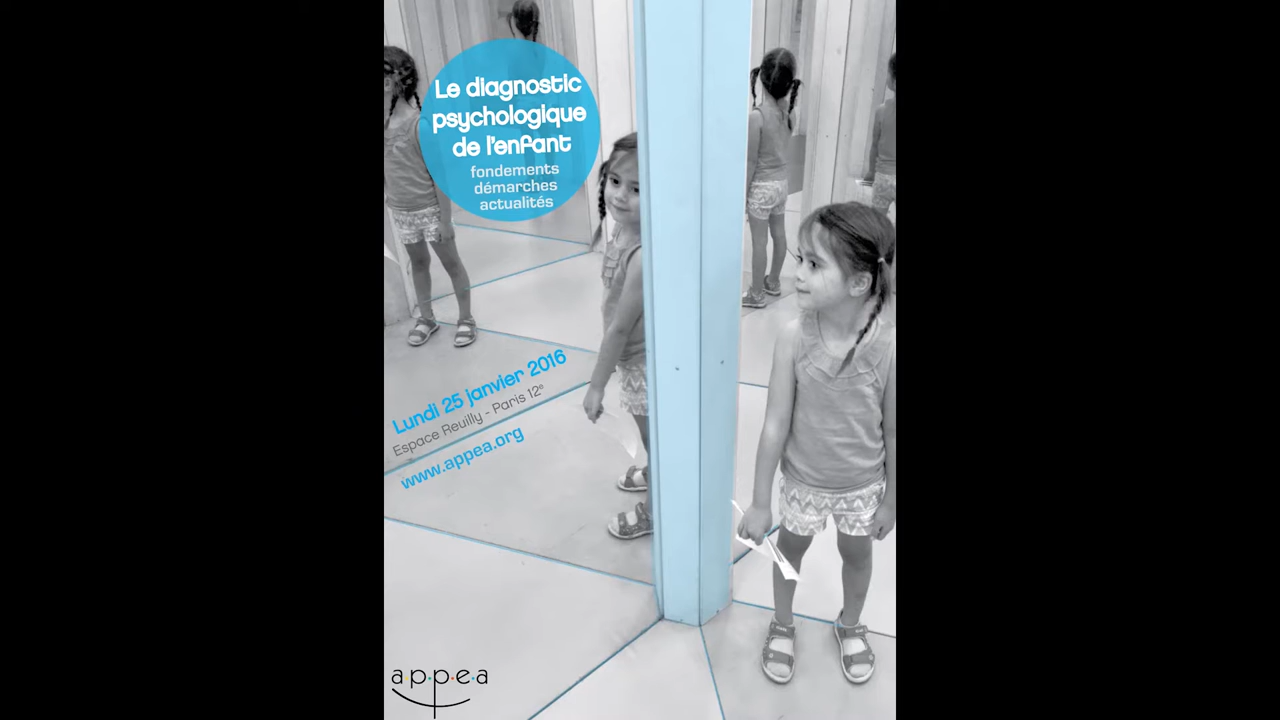 Le diagnostic
psychologique
de l'enfant
fondements
démarches
actualités
Lundi 25 janvier 2016
Espace Reuilly - Paris 12e
www.appea.org
a.p.p.e.a